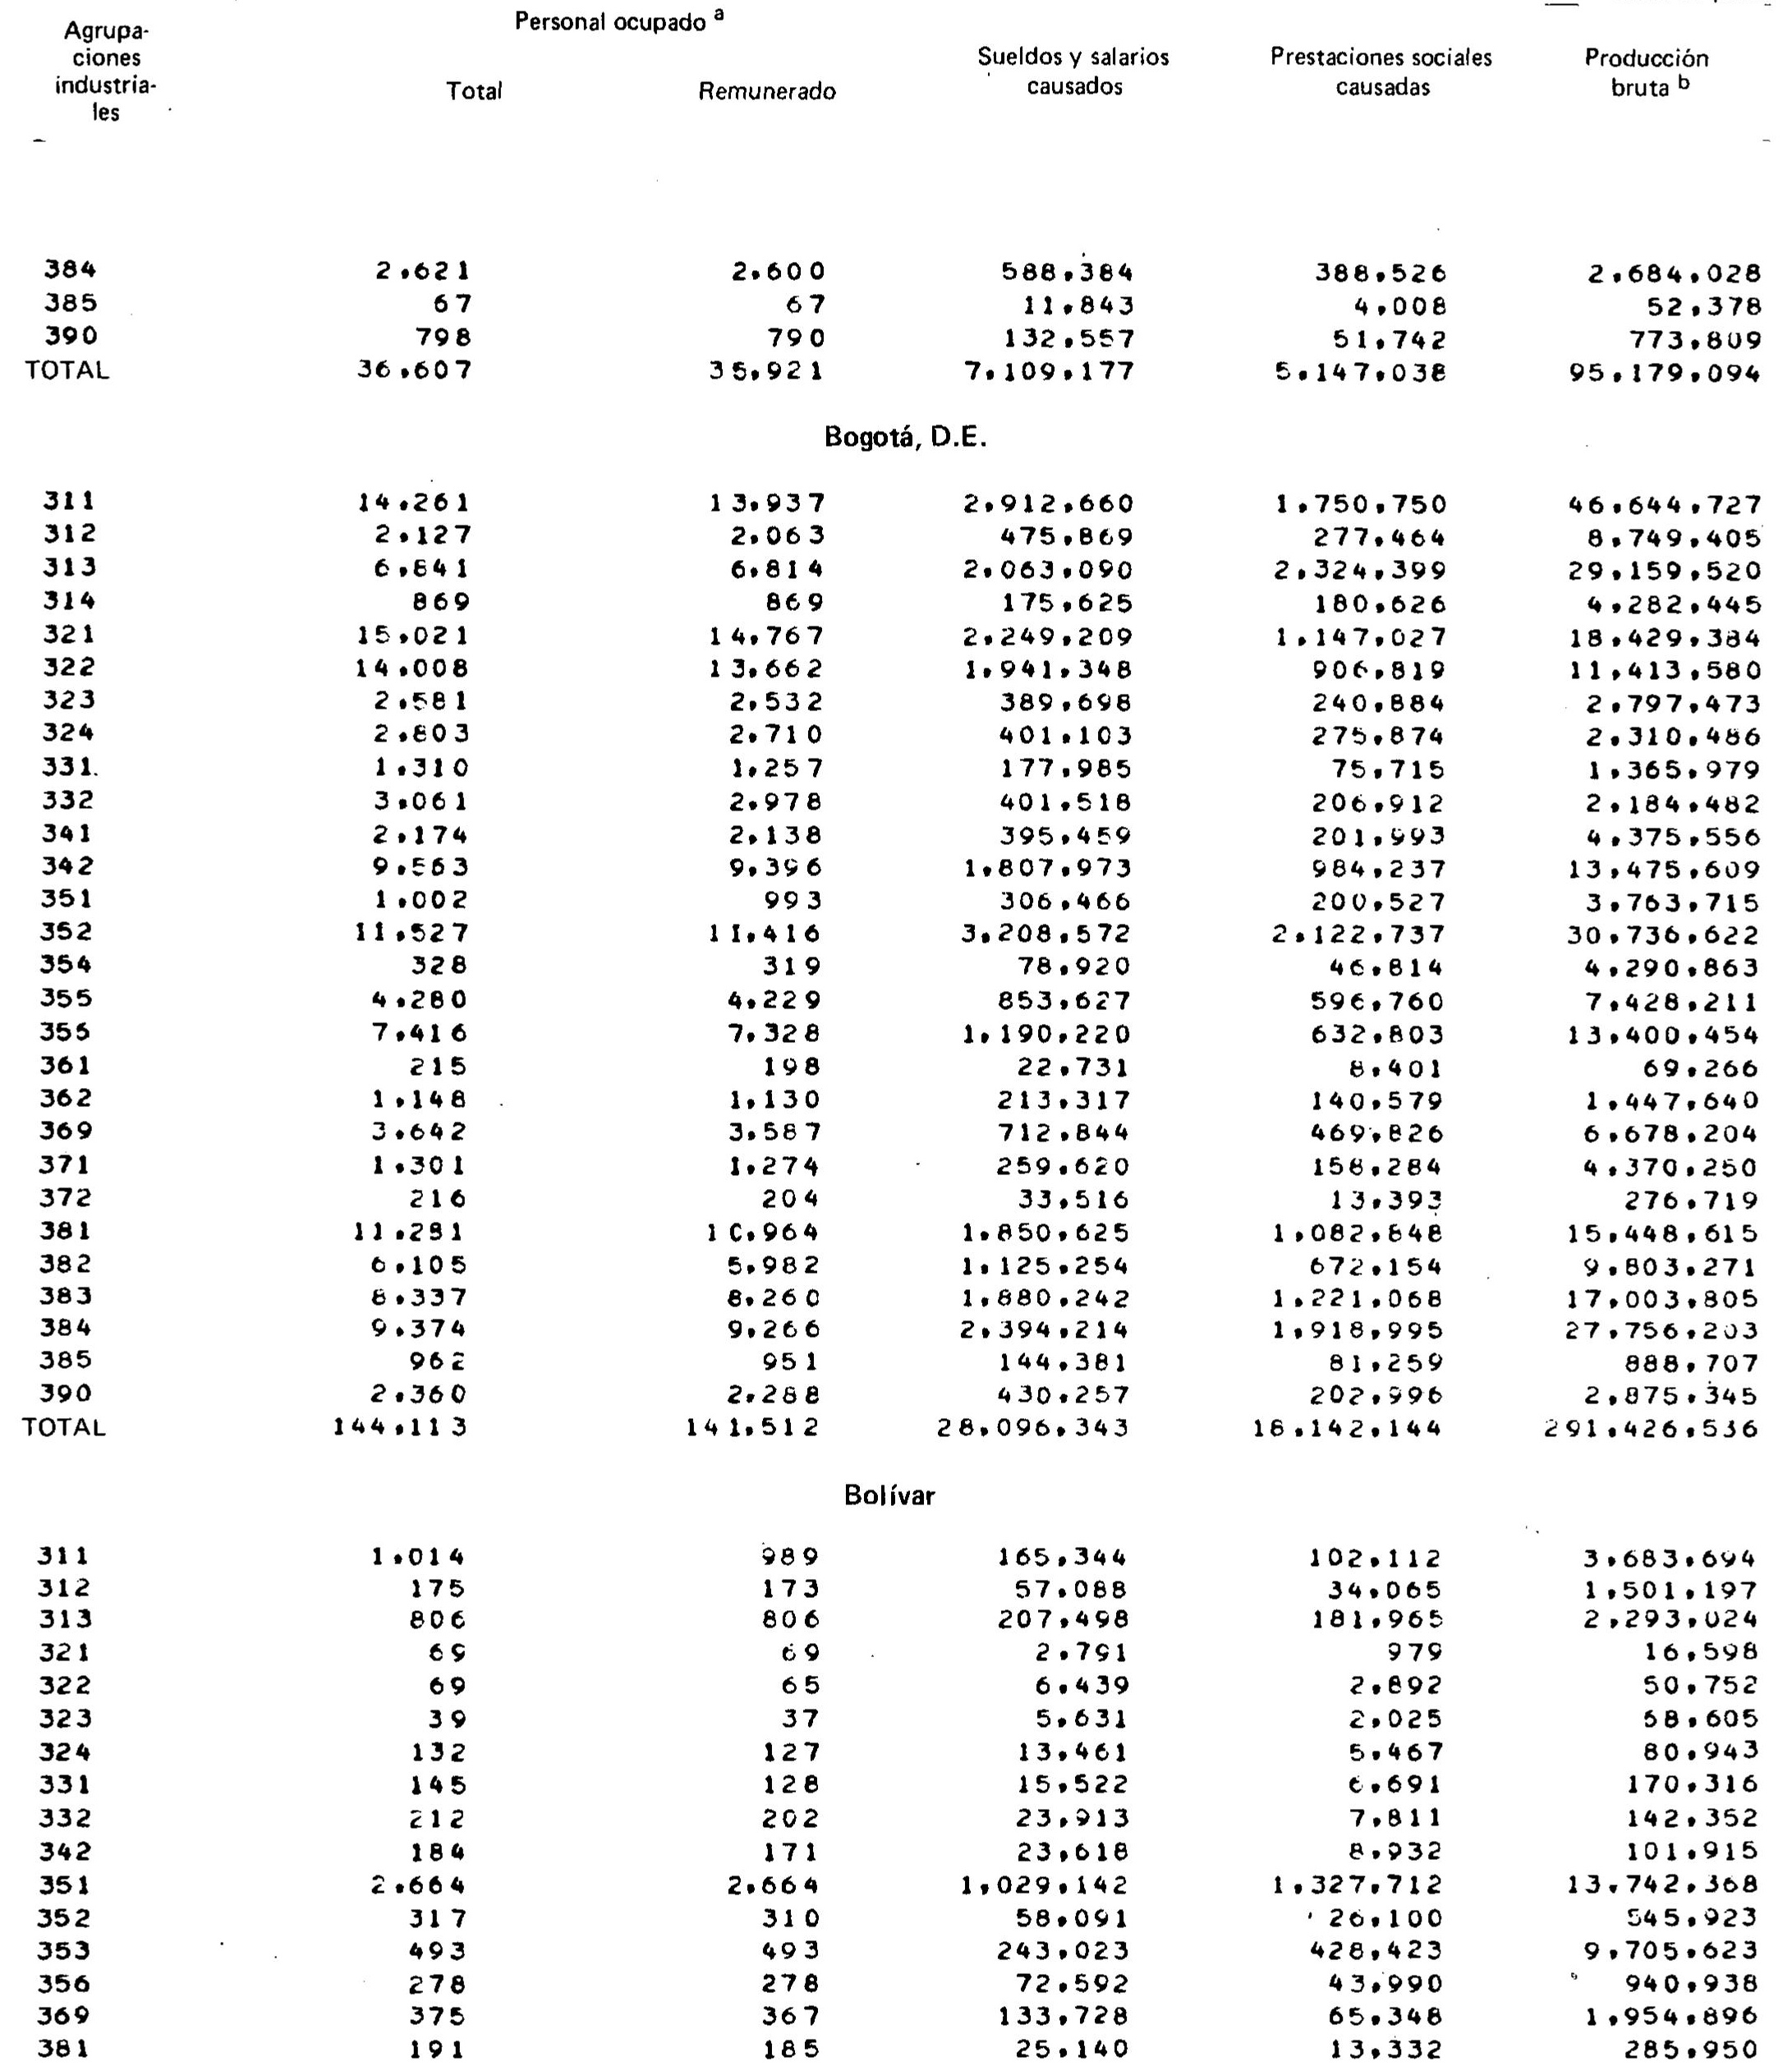 Personal ocupado a
Agrupa-
ciones
industria-
les
Total Remunerado Sueldos y salarios causados Prestaciones sociales causadas Producción bruta b
384 2.621 2.600 588.384 388.526 2.684.028
385 67 67 11.843 4.008 52.378
390 798 790 132.557 51.742 773.809
TOTAL 36.607 35.921 7.109.177 5.147.038 95.179.094
Bogotá, D.E.
311 14.261 13.937 2.912.660 1.750.750 46.644.727
312 2.127 2.063 475.869 277.464 8.749.405
313 6.841 6.814 2.063.090 2.324.399 29.159.520
314 869 869 175.625 180.626 4.282.445
321 15.021 14.767 2.249.209 1.147.027 18.429.384
322 14.008 13.662 1.941.348 906.819 11.413.580
323 2.581 2.532 389.698 240.884 2.797.473
324 2.803 2.710 401.103 275.874 2.310.486
331. 1.310 1.257 177.985 75.715 1.365.979
332 3.061 2.978 401.518 206.912 2.184.482
341 2.174 2.138 395.459 201.993 4.375.556
342 9.563 9.396 1.807.973 984.237 13.475.609
351 1.002 993 306.466 200.527 3.763.715
352 11.527 11.416 3.208.572 2.122.737 30.736.622
354 328 319 78.920 46.814 4.290.863
355 4.280 4.229 853.627 596.760 7.428.211
356 7.416 7.328 1.190.220 632.803 13.400.454
361 215 198 22.731 8.401 69.266
362 1.148 1.130 213.317 140.579 1.447.640
369 3.642 3.587 712.844 469.826 6.678.204
371 1.301 1.274 259.620 158.284 4.370.250
372 216 204 33.516 13.393 276.719
381 11.281 10.964 1.850.625 1.082.848 15.448.615
382 6.105 5.982 1.125.254 672.154 9.803.271
383 8.337 8.260 1.880.242 1.221.068 17.003.805
384 9.374 9.266 2.394.214 1.918.995 27.756.203
385 962 951 144.381 81.259 888.707
390 2.360 2.288 430.257 202.996 2.875.345
TOTAL 144.113 141.512 28.096.343 18.142.144 291.426.536
Bolívar
311 1.014 989 165.344 102.112 3.683.694
312 175 173 57.088 34.065 1.501.197
313 806 806 207.498 181.965 2.293.024
321 69 69 2.791 979 16.598
322 69 65 6.439 2.892 50.752
323 39 37 5.631 2.025 58.605
324 132 127 13.461 5.467 80.943
331 145 128 15.522 6.691 170.316
332 212 202 23.913 7.811 142.352
342 184 171 23.618 8.932 101.915
351 2.664 2.664 1.029.142 1.327.712 13.742.368
352 317 310 58.091 26.100 545.923
353 493 493 243.023 428.423 9.705.623
356 278 278 72.592 43.990 940.938
369 375 367 133.728 65.348 1.954.896
381 191 185 25.140 13.332 285.950